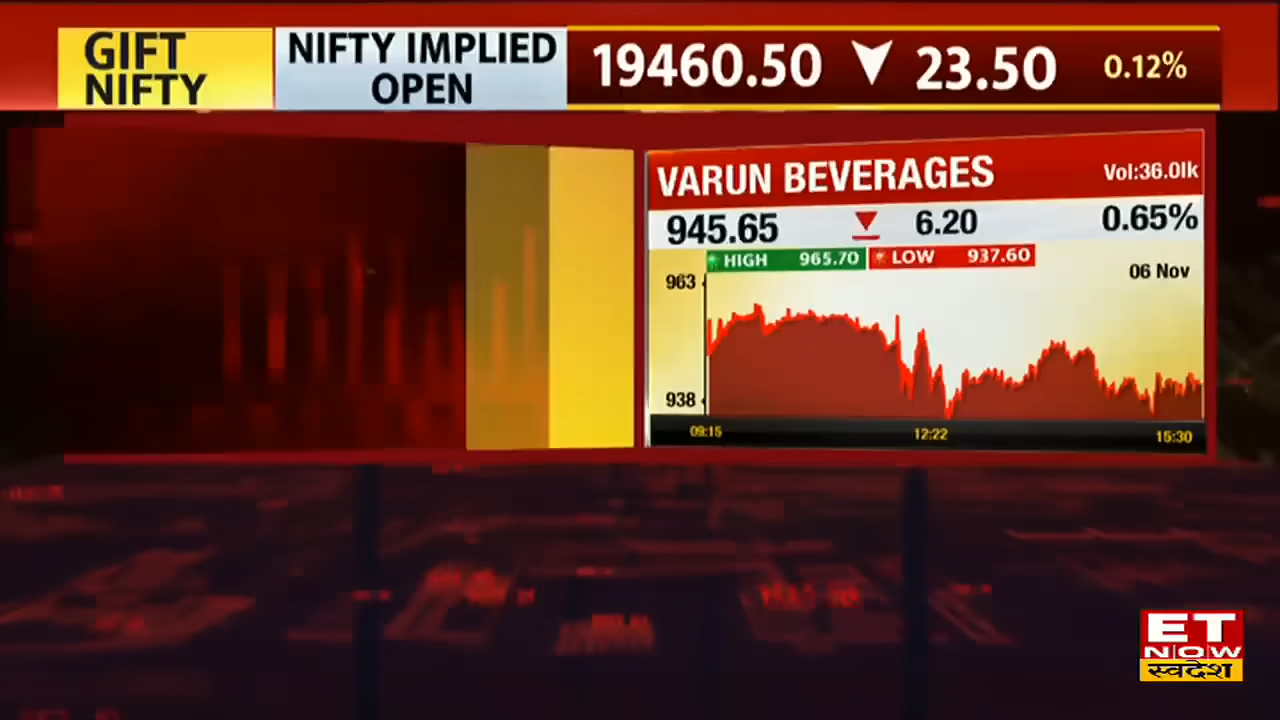 GIFT
NIFTY
NIFTY IMPLIED
OPEN
19460.50 ▼ 23.50 0.12%
VARUN BEVERAGES Vol:36.0lk
945.65 ▼ 6.20 0.65%
HIGH 965.70 LOW 937.60
963
06 Nov
938
09:15 12:22 15:30
ET
NOW
स्वदेश